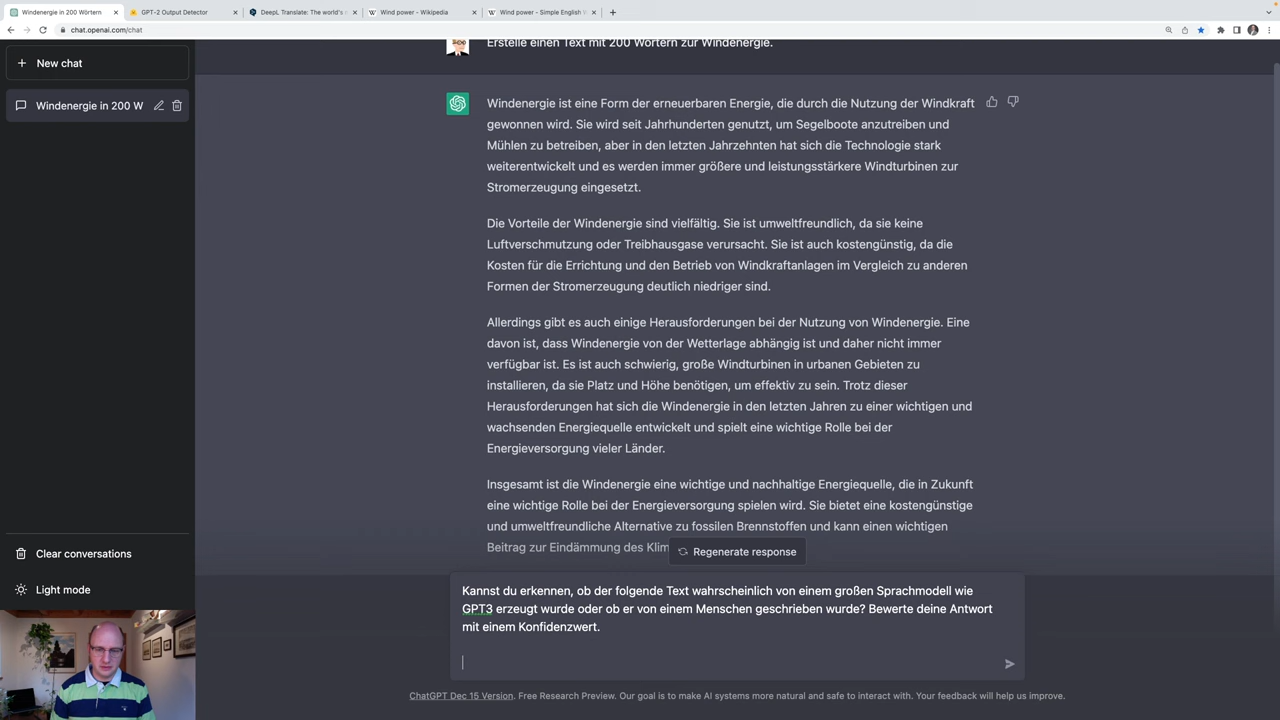 Windenergie in 200 Wörtern
GPT-2 Output Detector
DeepL Translate: The world's
Wind power - Wikipedia
Wind power - Simple English
chat.openai.com/chat
New chat
Windenergie in 200 W
Erstelle einen Text mit 200 Wörtern zur Windenergie.
Windenergie ist eine Form der erneuerbaren Energie, die durch die Nutzung der Windkraft
gewonnen wird. Sie wird seit Jahrhunderten genutzt, um Segelboote anzutreiben und
Mühlen zu betreiben, aber in den letzten Jahrzehnten hat sich die Technologie stark
weiterentwickelt und es werden immer größere und leistungsstärkere Windturbinen zur
Stromerzeugung eingesetzt.
Die Vorteile der Windenergie sind vielfältig. Sie ist umweltfreundlich, da sie keine
Luftverschmutzung oder Treibhausgase verursacht. Sie ist auch kostengünstig, da die
Kosten für die Errichtung und den Betrieb von Windkraftanlagen im Vergleich zu anderen
Formen der Stromerzeugung deutlich niedriger sind.
Allerdings gibt es auch einige Herausforderungen bei der Nutzung von Windenergie. Eine
davon ist, dass Windenergie von der Wetterlage abhängig ist und daher nicht immer
verfügbar ist. Es ist auch schwierig, große Windturbinen in urbanen Gebieten zu
installieren, da sie Platz und Höhe benötigen, um effektiv zu sein. Trotz dieser
Herausforderungen hat sich die Windenergie in den letzten Jahren zu einer wichtigen und
wachsenden Energiequelle entwickelt und spielt eine wichtige Rolle bei der
Energieversorgung vieler Länder.
Insgesamt ist die Windenergie eine wichtige und nachhaltige Energiequelle, die in Zukunft
eine wichtige Rolle bei der Energieversorgung spielen wird. Sie bietet eine kostengünstige
und umweltfreundliche Alternative zu fossilen Brennstoffen und kann einen wichtigen
Beitrag zur Eindämmung des Klim
Regenerate response
Kannst du erkennen, ob der folgende Text wahrscheinlich von einem großen Sprachmodell wie
GPT3 erzeugt wurde oder ob er von einem Menschen geschrieben wurde? Bewerte deine Antwort
mit einem Konfidenzwert.
Clear conversations
Light mode
ChatGPT Dec 15 Version. Free Research Preview. Our goal is to make AI systems more natural and safe to interact with. Your feedback will help us improve.